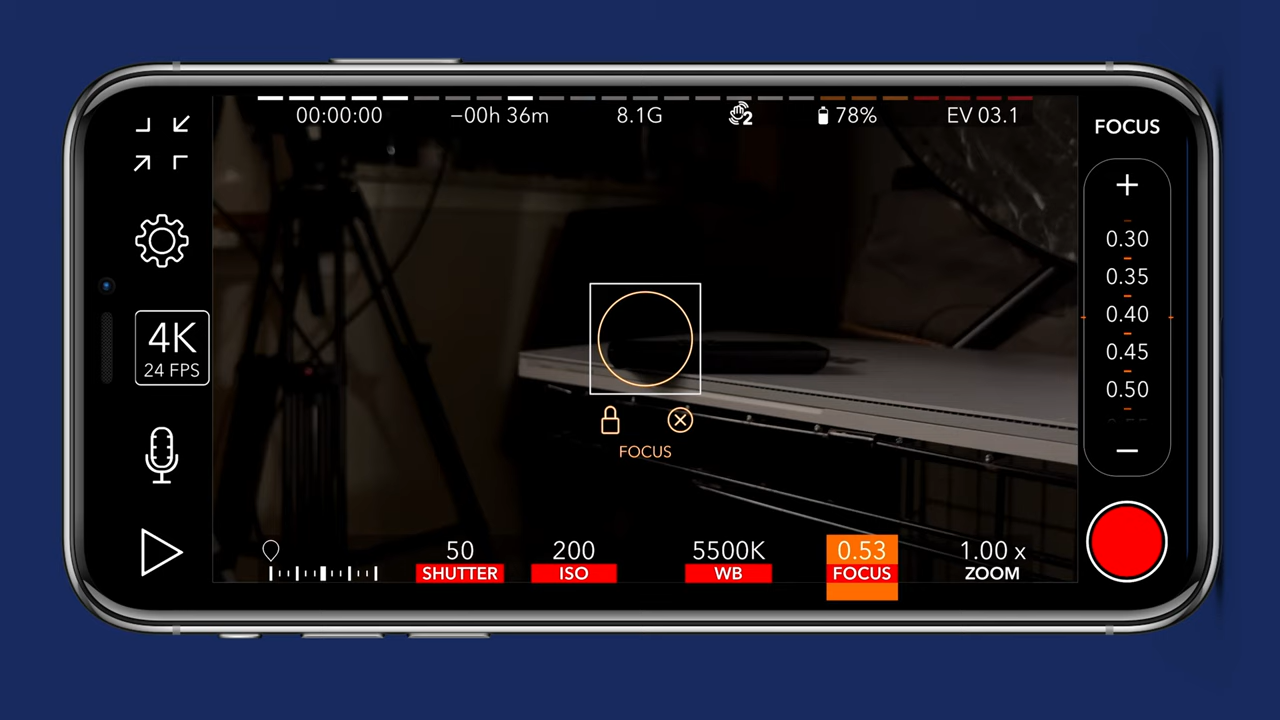 00:00:00 −00h 36m 8.1G 2 78% EV 03.1
FOCUS
0.30
0.35
0.40
0.45
0.50
4K
24 FPS
FOCUS
50 200 5500K 0.53 1.00 x
SHUTTER ISO WB FOCUS ZOOM